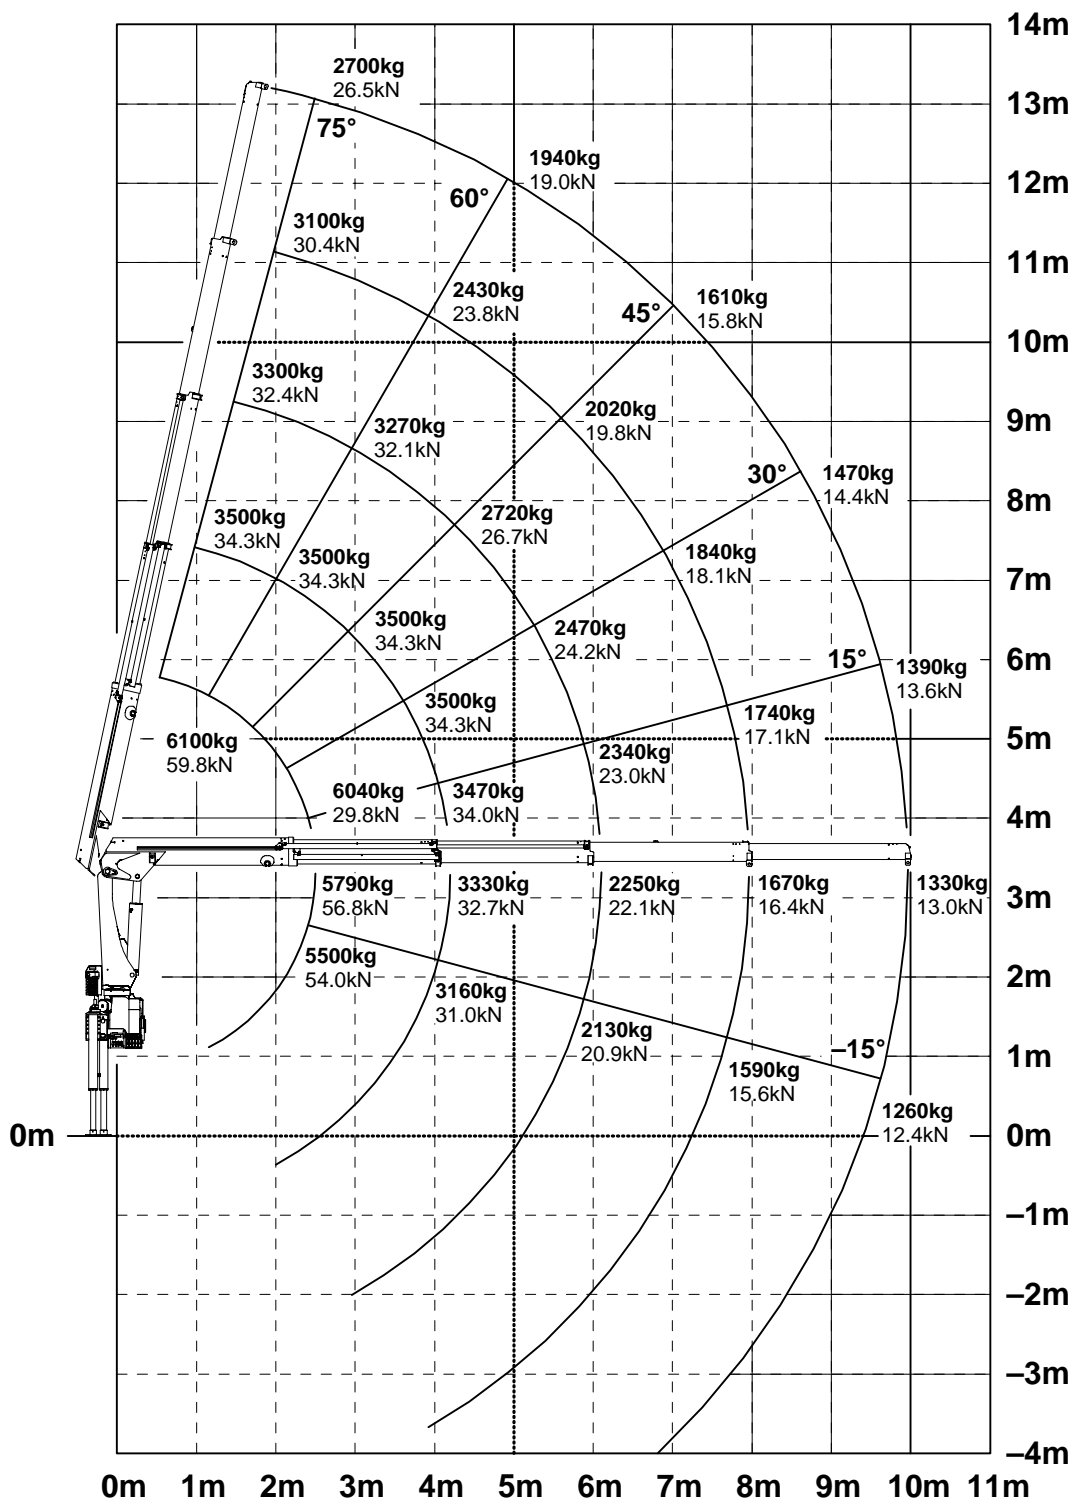 14m
2700kg
26.5kN
13m
75°
1940kg
19.0kN
12m
60°
3100kg
30.4kN
11m
2430kg
23.8kN
45°
1610kg
15.8kN
10m
3300kg
32.4kN
3270kg
32.1kN
2020kg
19.8kN
9m
30°
1470kg
14.4kN
8m
3500kg
34.3kN
2720kg
26.7kN
3500kg
34.3kN
1840kg
18.1kN
7m
3500kg
34.3kN
2470kg
24.2kN
15°
1390kg
13.6kN
6m
3500kg
34.3kN
1740kg
17.1kN
6100kg
59.8kN
2340kg
23.0kN
5m
6040kg
29.8kN
3470kg
34.0kN
4m
5790kg
56.8kN
3330kg
32.7kN
2250kg
22.1kN
1670kg
16.4kN
1330kg
13.0kN
3m
5500kg
54.0kN
3160kg
31.0kN
2m
2130kg
20.9kN
–15°
1m
1590kg
15.6kN
1260kg
12.4kN
0m
0m
–1m
–2m
–3m
–4m
0m 1m 2m 3m 4m 5m 6m 7m 8m 9m 10m 11m